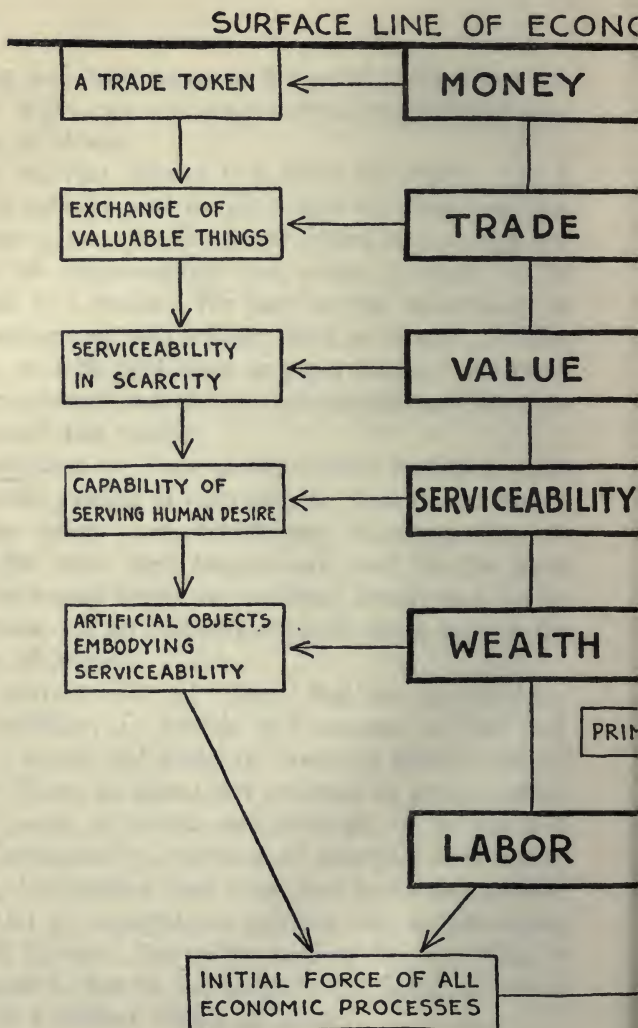 SURFACE LINE OF ECONO
A TRADE TOKEN
MONEY
EXCHANGE OF
VALUABLE THINGS
TRADE
SERVICEABILITY
IN SCARCITY
VALUE
CAPABILITY OF
SERVING HUMAN DESIRE
SERVICEABILITY
ARTIFICIAL OBJECTS
EMBODYING
SERVICEABILITY
WEALTH
PRIM
LABOR
INITIAL FORCE OF ALL
ECONOMIC PROCESSES